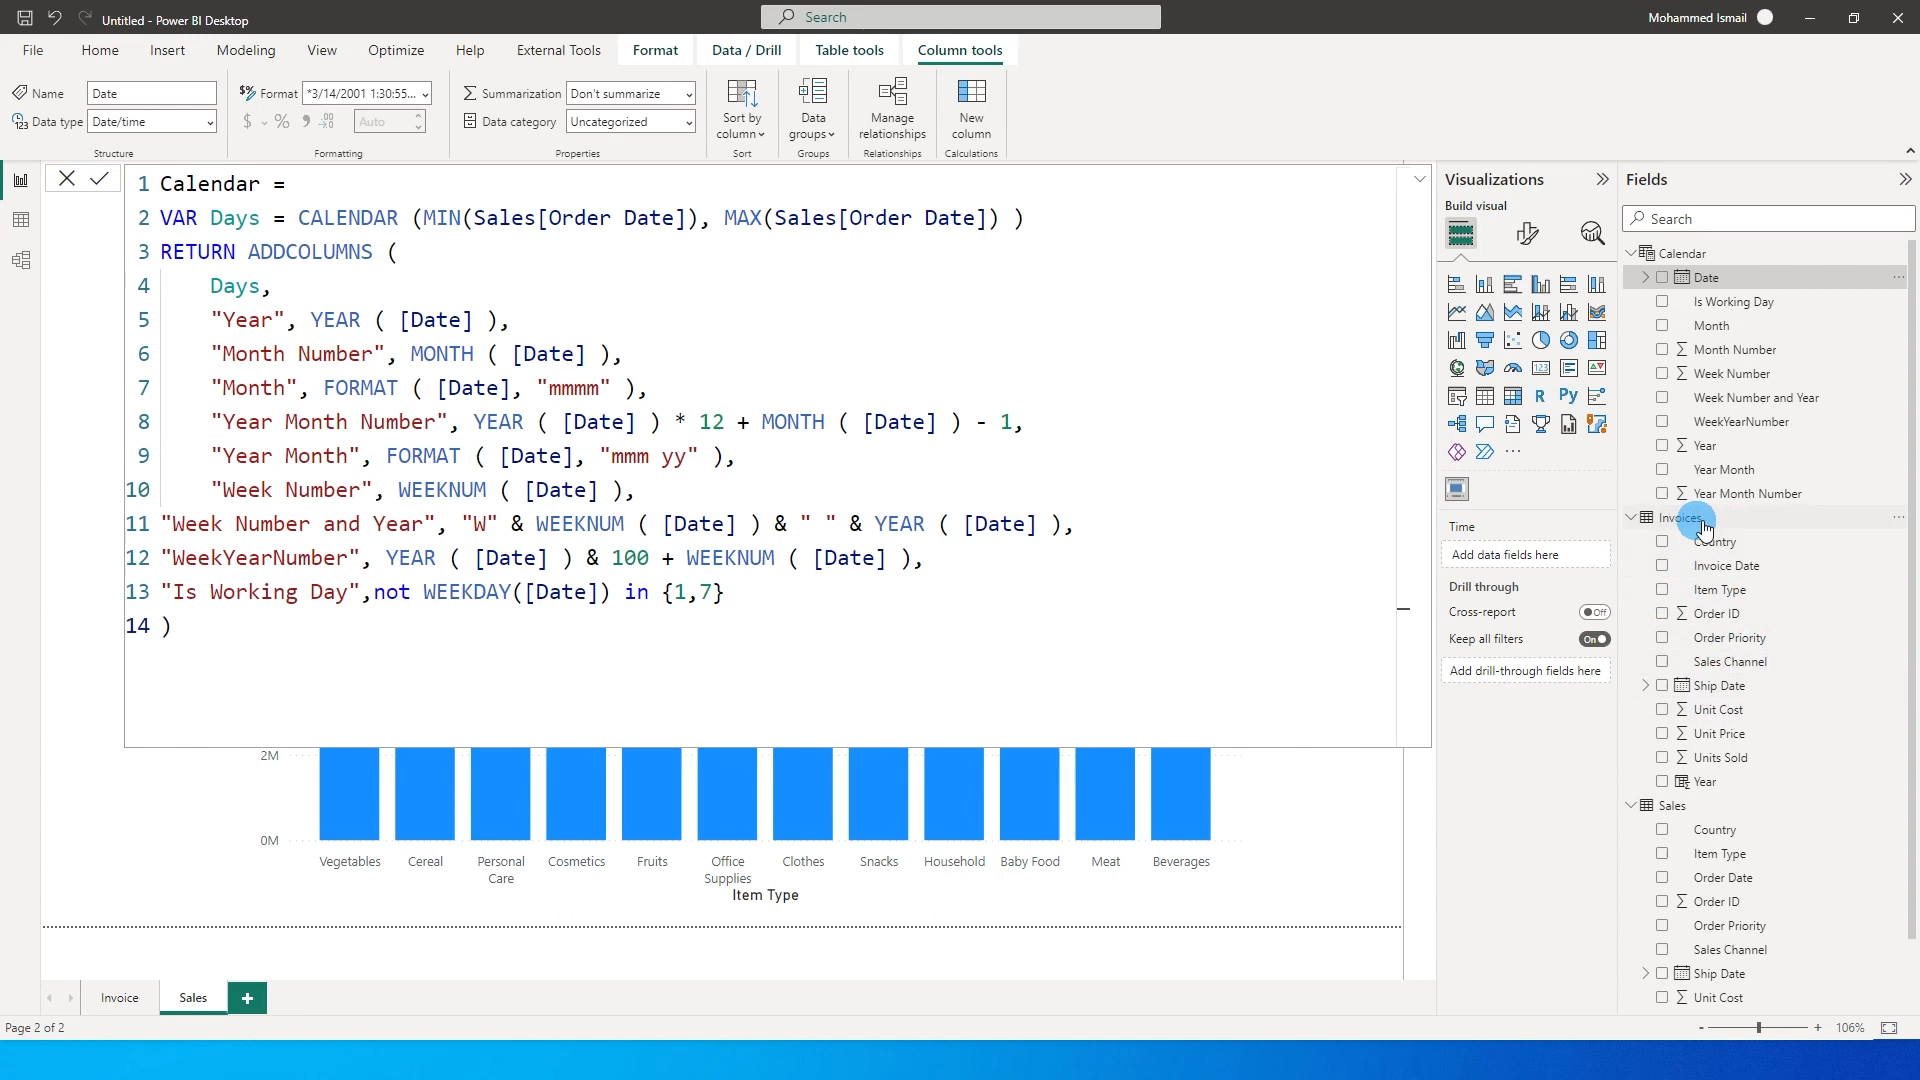 Untitled - Power BI Desktop
Search
Mohammed Ismail
File Home Insert Modeling View Optimize Help External Tools Format Data / Drill Table tools Column tools
Name Date
Data type Date/time
Structure
Format *3/14/2001 1:30:55...
$ % 9 .00 Auto
Formatting
Summarization Don't summarize
Data category Uncategorized
Properties
Sort by
column
Sort
Data
groups
Groups
Manage
relationships
Relationships
New
column
Calculations
1 Calendar =
2 VAR Days = CALENDAR (MIN(Sales[Order Date]), MAX(Sales[Order Date]) )
3 RETURN ADDCOLUMNS (
4 Days,
5 "Year", YEAR ( [Date] ),
6 "Month Number", MONTH ( [Date] ),
7 "Month", FORMAT ( [Date], "mmmm" ),
8 "Year Month Number", YEAR ( [Date] ) * 12 + MONTH ( [Date] ) - 1,
9 "Year Month", FORMAT ( [Date], "mmm yy" ),
10 "Week Number", WEEKNUM ( [Date] ),
11 "Week Number and Year", "W" & WEEKNUM ( [Date] ) & " " & YEAR ( [Date] ),
12 "WeekYearNumber", YEAR ( [Date] ) & 100 + WEEKNUM ( [Date] ),
13 "Is Working Day",not WEEKDAY([Date]) in {1,7}
14 )
2M
0M
Vegetables Cereal Personal Care Cosmetics Fruits Office Supplies Clothes Snacks Household Baby Food Meat Beverages
Item Type
Invoice Sales +
Page 2 of 2
Visualizations
Build visual
123
R Py
Time
Add data fields here
Drill through
Cross-report Off
Keep all filters On
Add drill-through fields here
Fields
Search
Calendar
Date
Is Working Day
Month
Month Number
Week Number
Week Number and Year
WeekYearNumber
Year
Year Month
Year Month Number
Invoices
Country
Invoice Date
Item Type
Order ID
Order Priority
Sales Channel
Ship Date
Unit Cost
Unit Price
Units Sold
Year
Sales
Country
Item Type
Order Date
Order ID
Order Priority
Sales Channel
Ship Date
Unit Cost
- + 106%